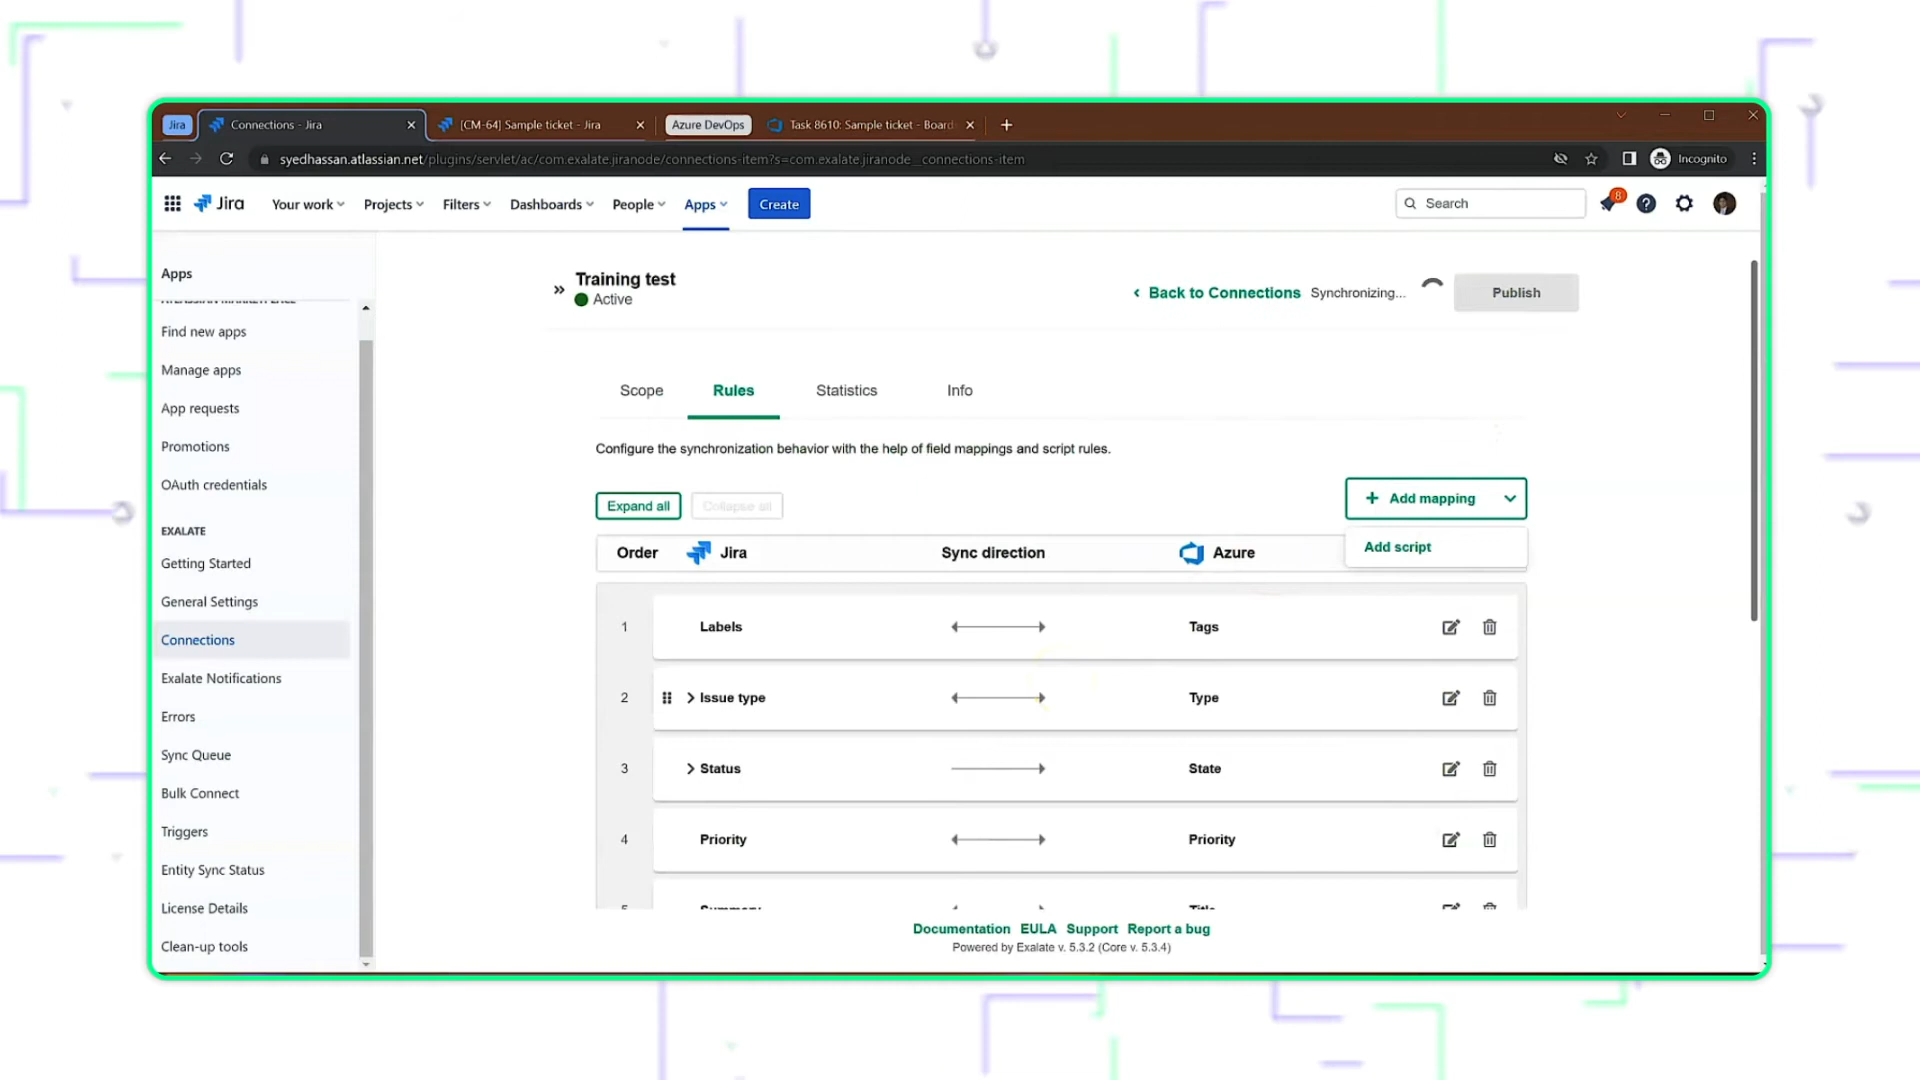 Jira
Connections - Jira
[CM-64] Sample ticket - Jira
Azure DevOps
Task 8610: Sample ticket - Board
syedhassan.atlassian.net/plugins/servlet/ac/com.exalate.jiranode/connections-item?s=com.exalate.jiranode__connections-item
Incognito
Jira
Your work
Projects
Filters
Dashboards
People
Apps
Create
Search
8
Apps
ATLASSIAN MARKETPLACE
Find new apps
Manage apps
App requests
Promotions
OAuth credentials
EXALATE
Getting Started
General Settings
Connections
Exalate Notifications
Errors
Sync Queue
Bulk Connect
Triggers
Entity Sync Status
License Details
Clean-up tools
Training test
Active
Back to Connections
Synchronizing...
Publish
Scope
Rules
Statistics
Info
Configure the synchronization behavior with the help of field mappings and script rules.
Expand all
Collapse all
+ Add mapping
Add script
Order
Jira
Sync direction
Azure
1 Labels Tags
2 Issue type Type
3 Status State
4 Priority Priority
5 Summary Title
Documentation EULA Support Report a bug
Powered by Exalate v. 5.3.2 (Core v. 5.3.4)